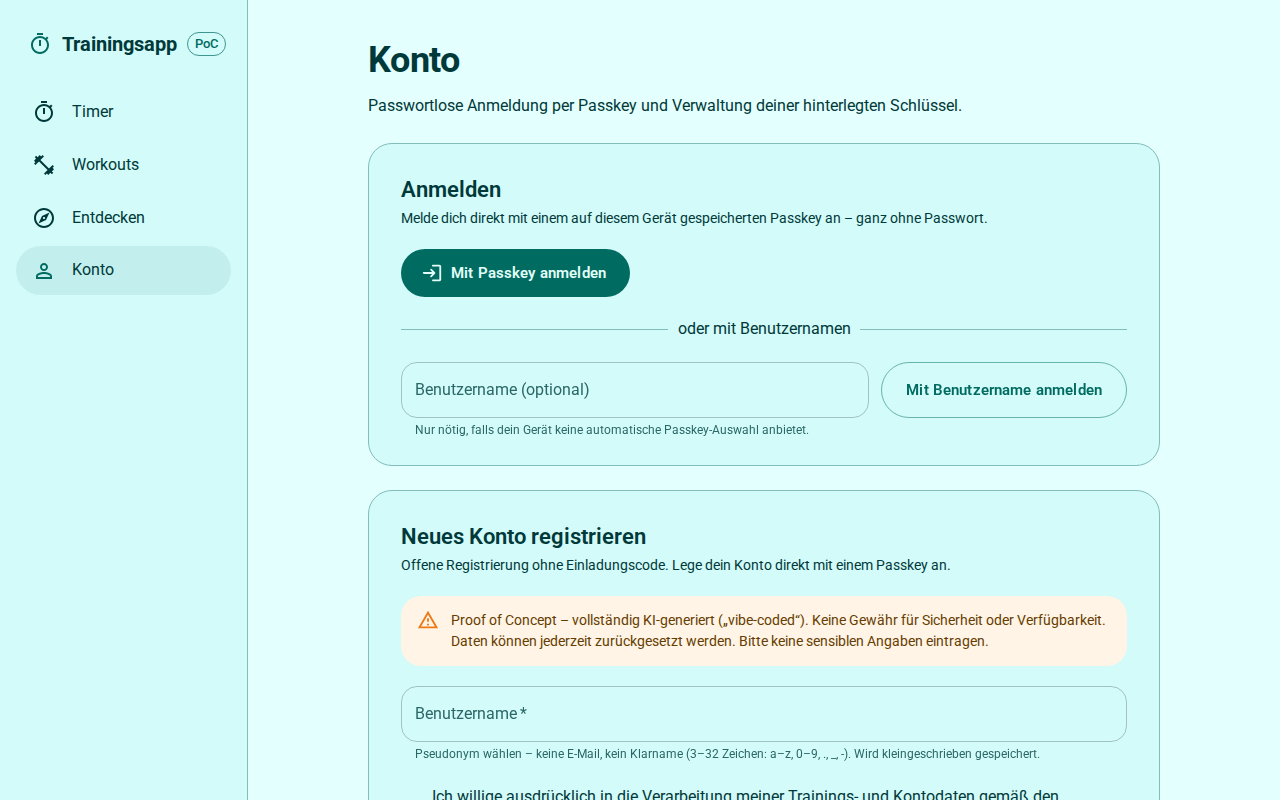 Trainingsapp PoC
Timer
Workouts
Entdecken
Konto
Konto
Passwortlose Anmeldung per Passkey und Verwaltung deiner hinterlegten Schlüssel.
Anmelden
Melde dich direkt mit einem auf diesem Gerät gespeicherten Passkey an – ganz ohne Passwort.
Mit Passkey anmelden
oder mit Benutzernamen
Benutzername (optional)
Mit Benutzername anmelden
Nur nötig, falls dein Gerät keine automatische Passkey-Auswahl anbietet.
Neues Konto registrieren
Offene Registrierung ohne Einladungscode. Lege dein Konto direkt mit einem Passkey an.
Proof of Concept – vollständig KI-generiert („vibe-coded“). Keine Gewähr für Sicherheit oder Verfügbarkeit.
Daten können jederzeit zurückgesetzt werden. Bitte keine sensiblen Angaben eintragen.
Benutzername *
Pseudonym wählen – keine E-Mail, kein Klarname (3–32 Zeichen: a–z, 0–9, ., _, -). Wird kleingeschrieben gespeichert.
Ich willige ausdrücklich in die Verarbeitung meiner Trainings- und Kontodaten gemäß den